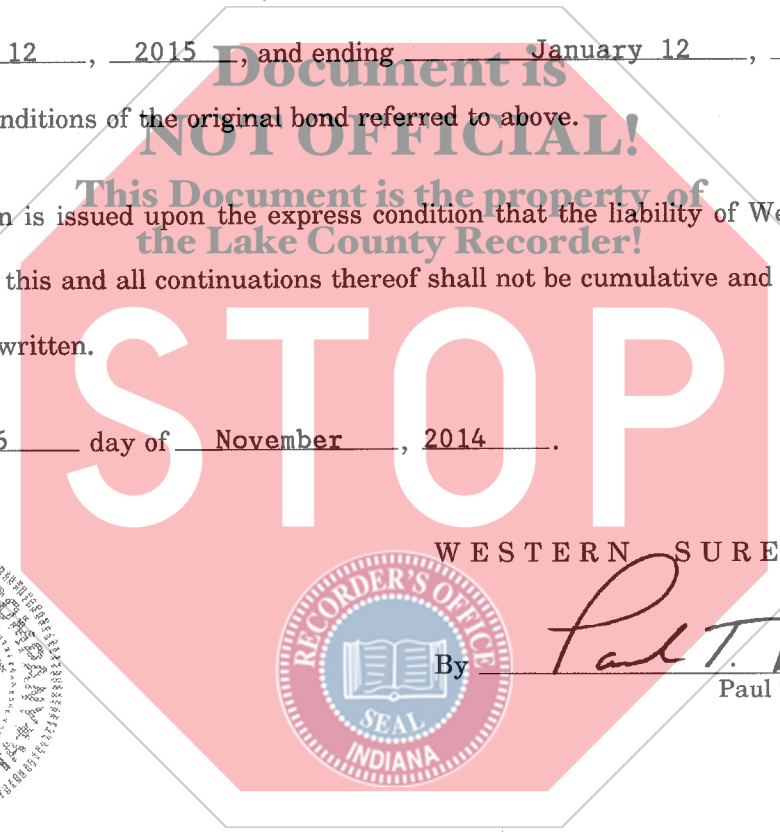 12 , 2015 , and ending January 12 ,
Document is
nditions of the original bond referred to above.
NOT OFFICIAL!
This Document is the property of
n is issued upon the express condition that the liability of We
the Lake County Recorder!
this and all continuations thereof shall not be cumulative and
written.
STOP
day of November , 2014 .
WESTERN SURE
RECORDER'S OFFICE
SEAL
INDIANA
By Paul T.
Paul